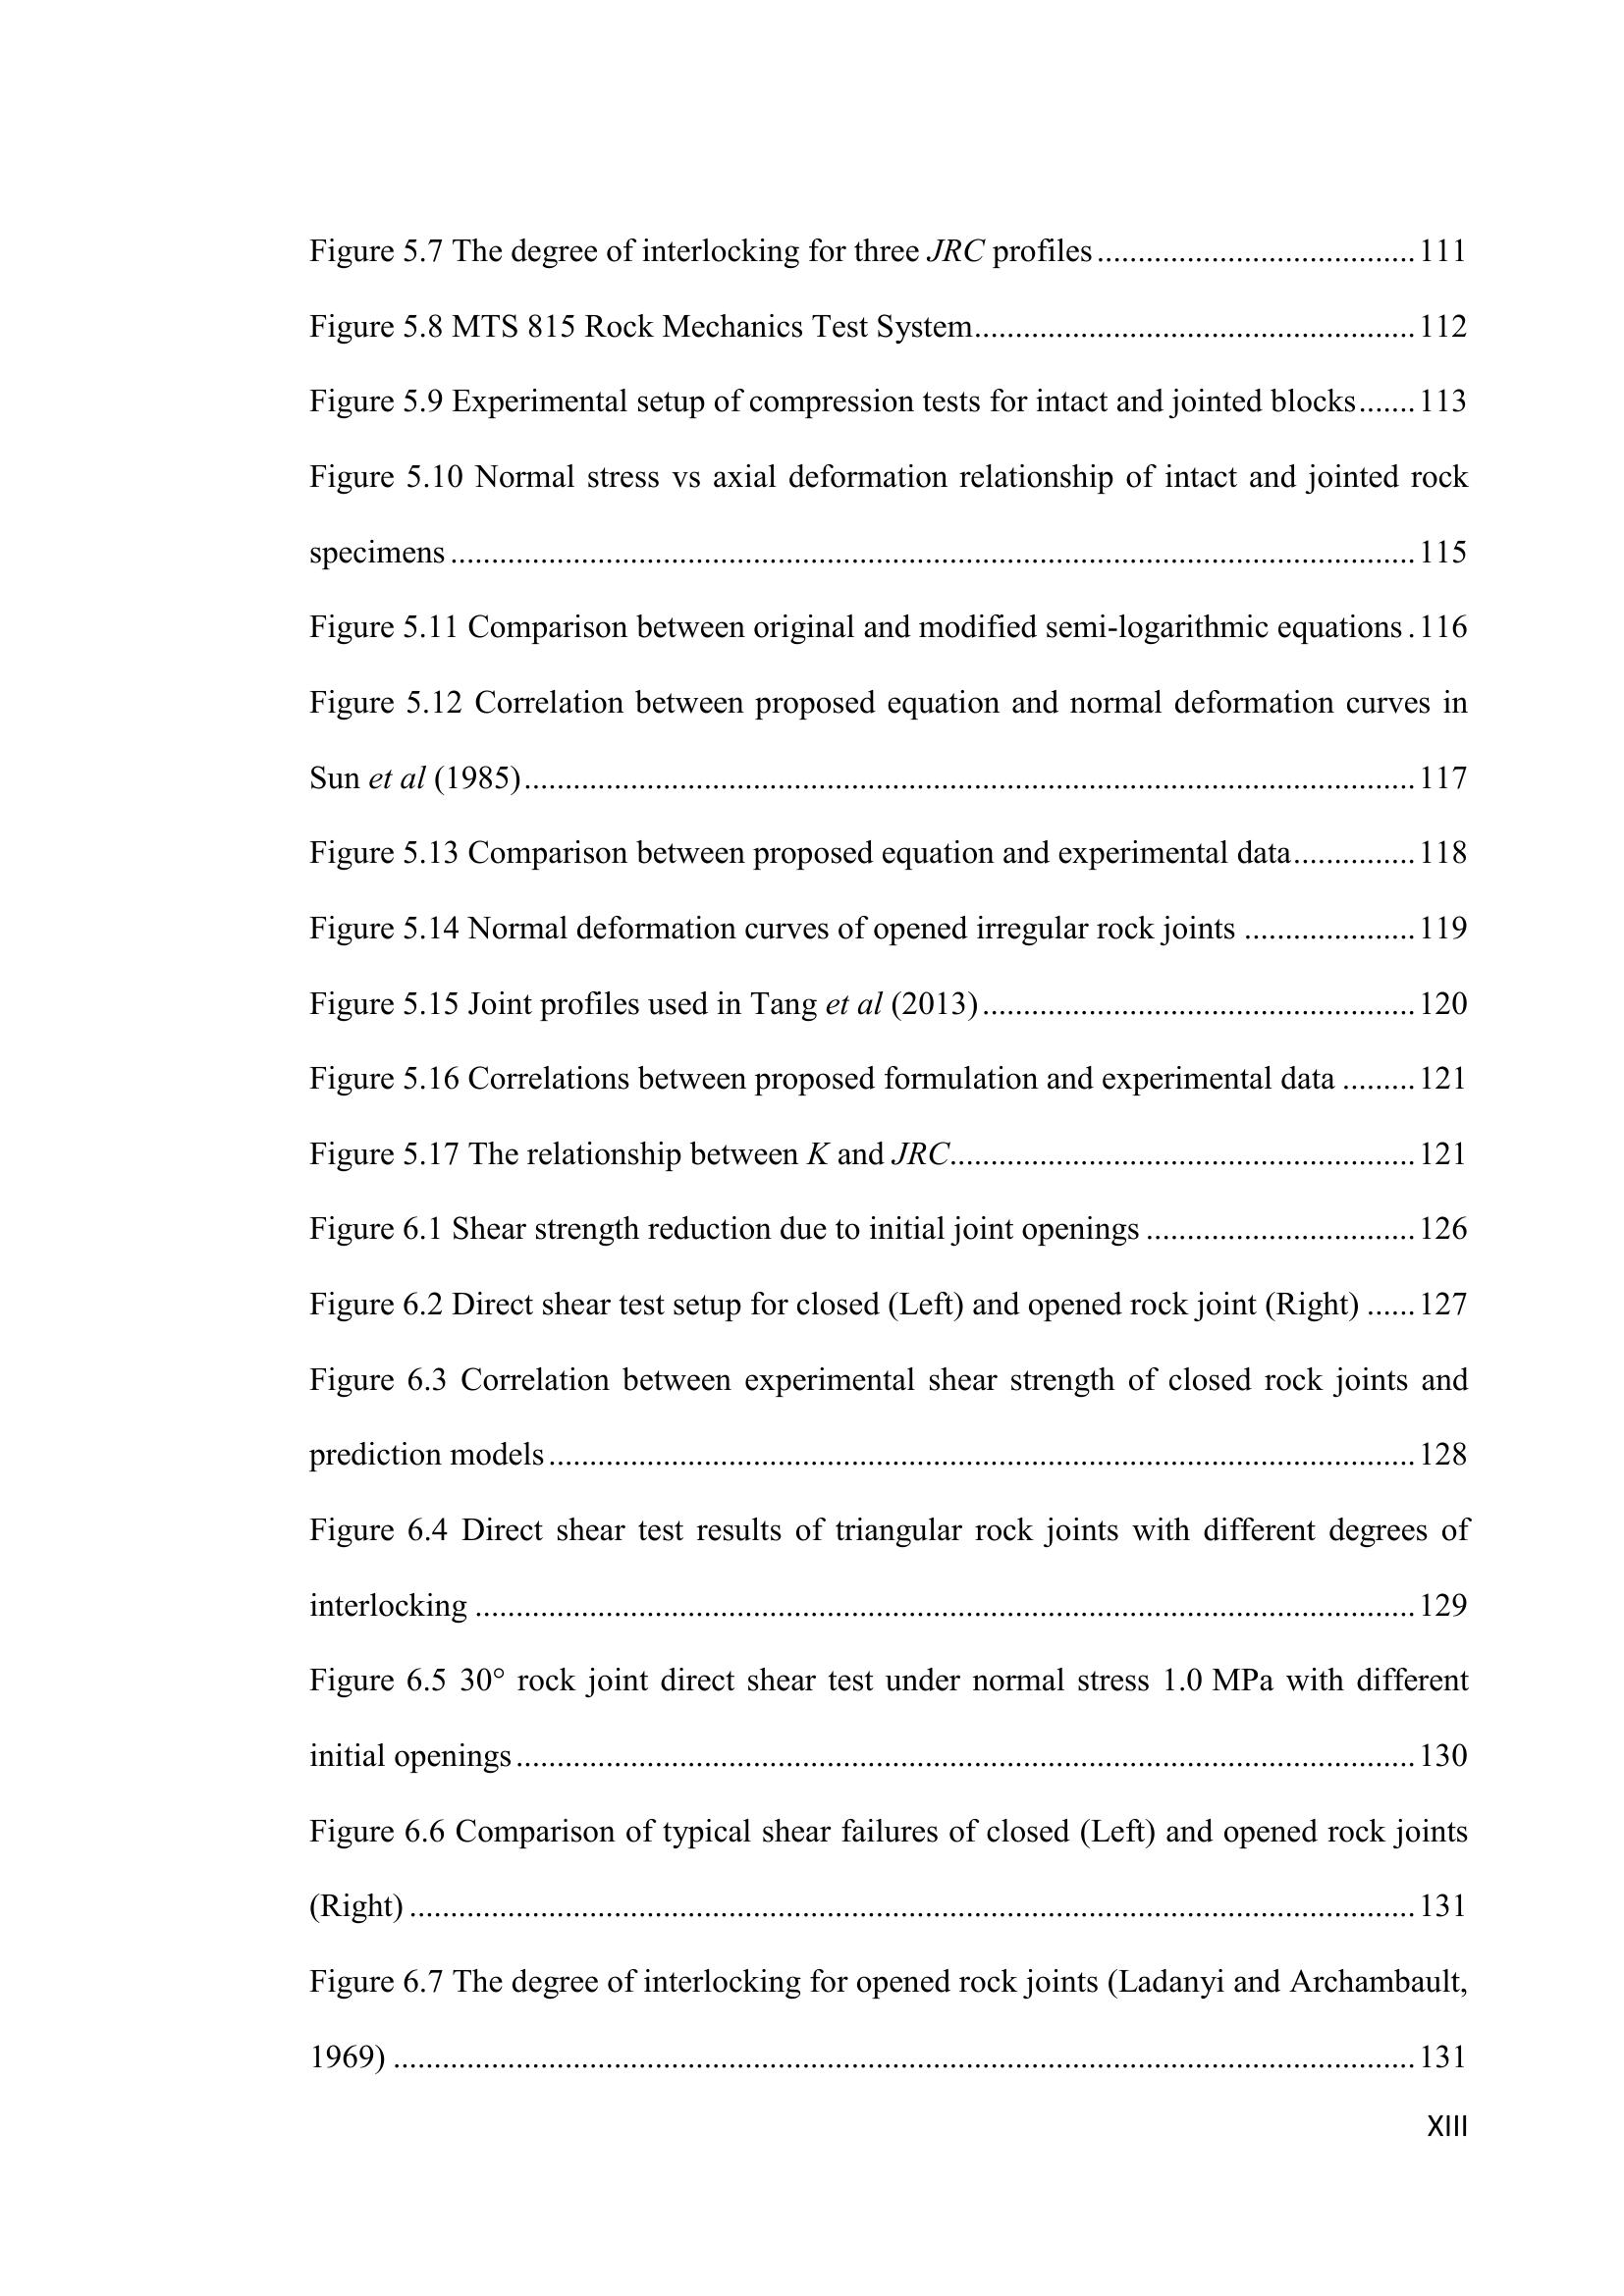 Figure 5.7 The degree of interlocking for three JRC profiles.......................................111
Figure 5.8 MTS 815 Rock Mechanics Test System......................................................112
Figure 5.9 Experimental setup of compression tests for intact and jointed blocks.......113
Figure 5.10 Normal stress vs axial deformation relationship of intact and jointed rock
specimens ......................................................................................................................115
Figure 5.11 Comparison between original and modified semi-logarithmic equations .116
Figure 5.12 Correlation between proposed equation and normal deformation curves in
Sun et al (1985).............................................................................................................117
Figure 5.13 Comparison between proposed equation and experimental data...............118
Figure 5.14 Normal deformation curves of opened irregular rock joints .....................119
Figure 5.15 Joint profiles used in Tang et al (2013).....................................................120
Figure 5.16 Correlations between proposed formulation and experimental data .........121
Figure 5.17 The relationship between K and JRC.........................................................121
Figure 6.1 Shear strength reduction due to initial joint openings .................................126
Figure 6.2 Direct shear test setup for closed (Left) and opened rock joint (Right) ......127
Figure 6.3 Correlation between experimental shear strength of closed rock joints and
prediction models..........................................................................................................128
Figure 6.4 Direct shear test results of triangular rock joints with different degrees of
interlocking ...................................................................................................................129
Figure 6.5 30° rock joint direct shear test under normal stress 1.0 MPa with different
initial openings..............................................................................................................130
Figure 6.6 Comparison of typical shear failures of closed (Left) and opened rock joints
(Right) ...........................................................................................................................131
Figure 6.7 The degree of interlocking for opened rock joints (Ladanyi and Archambault,
1969) .............................................................................................................................131
XIII